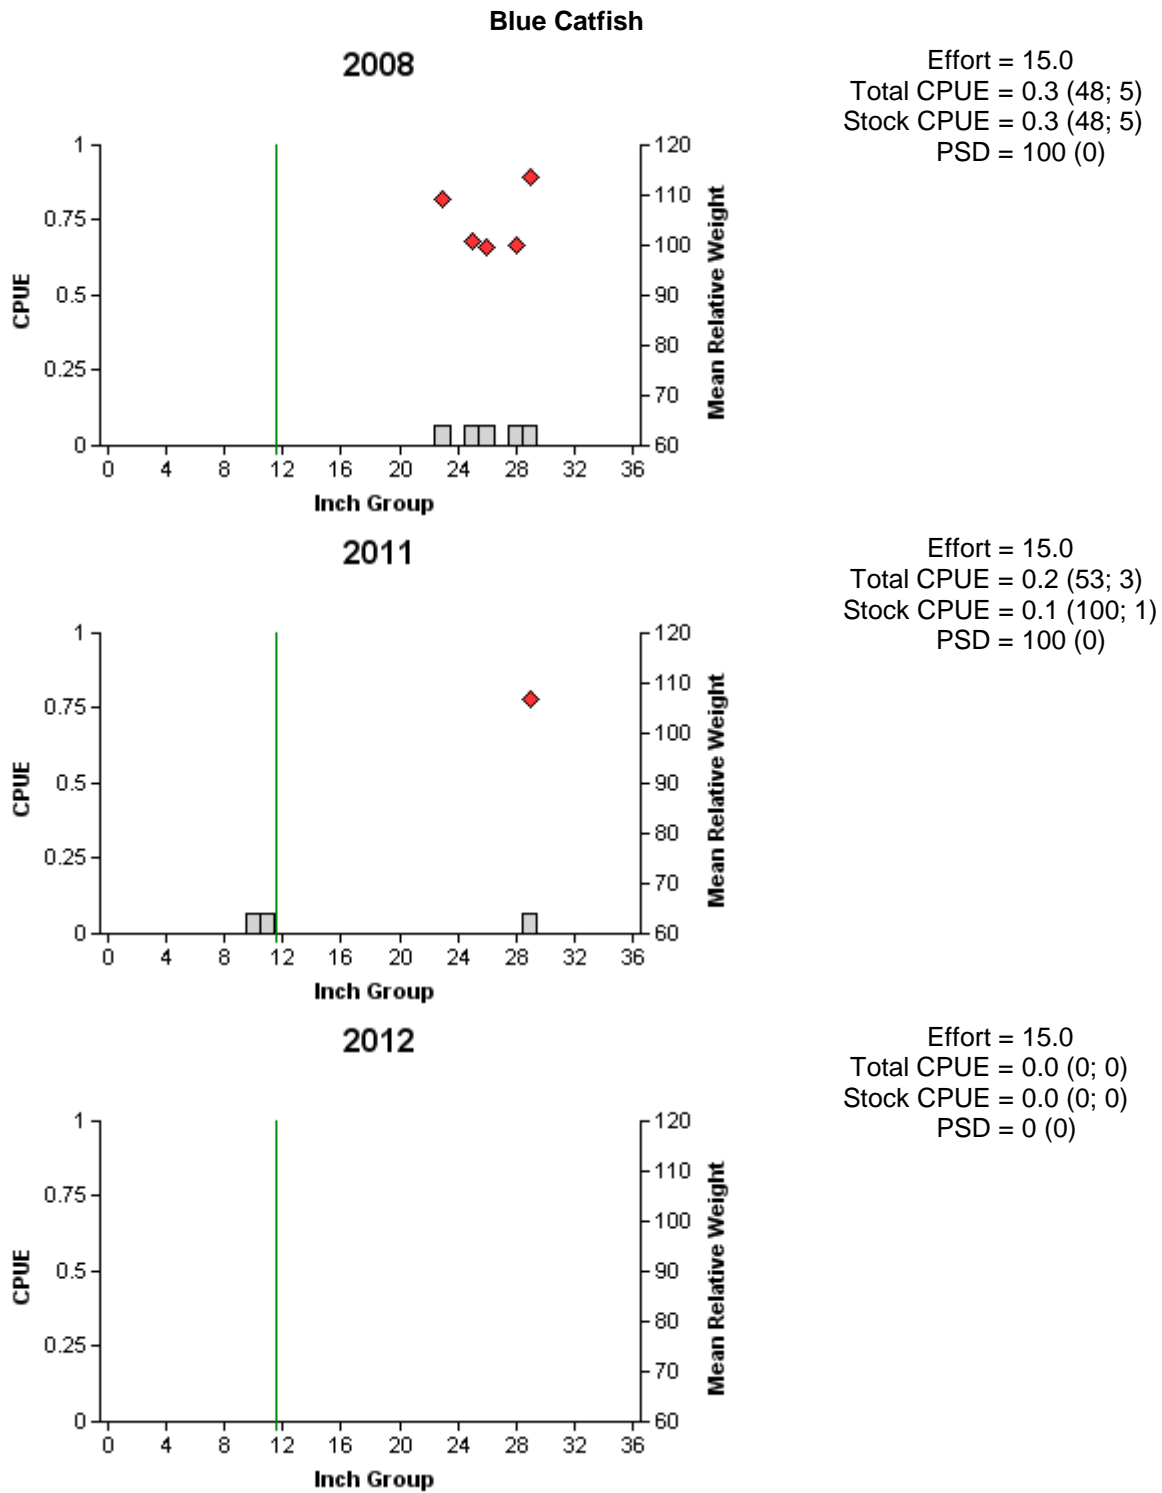 Blue Catfish
2008
Effort = 15.0
Total CPUE = 0.3 (48; 5)
Stock CPUE = 0.3 (48; 5)
PSD = 100 (0)
1
0.75
0.5
0.25
0
CPUE
120
110
100
90
80
70
60
Mean Relative Weight
0 4 8 12 16 20 24 28 32 36
Inch Group
2011
Effort = 15.0
Total CPUE = 0.2 (53; 3)
Stock CPUE = 0.1 (100; 1)
PSD = 100 (0)
1
0.75
0.5
0.25
0
CPUE
120
110
100
90
80
70
60
Mean Relative Weight
0 4 8 12 16 20 24 28 32 36
Inch Group
2012
Effort = 15.0
Total CPUE = 0.0 (0; 0)
Stock CPUE = 0.0 (0; 0)
PSD = 0 (0)
1
0.75
0.5
0.25
0
CPUE
120
110
100
90
80
70
60
Mean Relative Weight
0 4 8 12 16 20 24 28 32 36
Inch Group